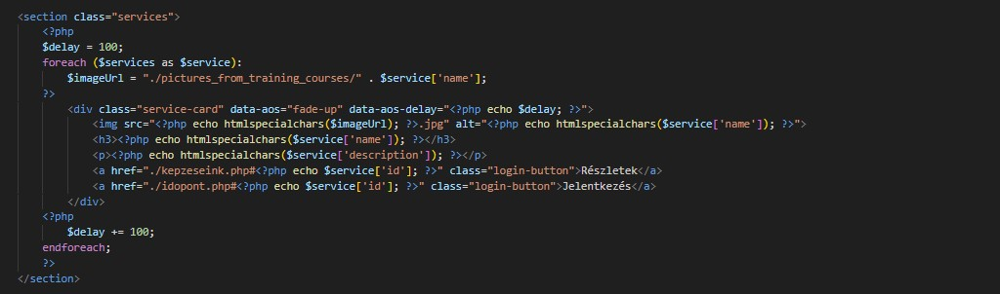 <section class="services">
<?php
$delay = 100;
foreach ($services as $service):
$imageUrl = "./pictures_from_training_courses/" . $service['name'];
?>
<div class="service-card" data-aos="fade-up" data-aos-delay="<?php echo $delay; ?>">
<img src="<?php echo htmlspecialchars($imageUrl); ?>.jpg" alt="<?php echo htmlspecialchars($service['name']); ?>">
<h3><?php echo htmlspecialchars($service['name']); ?></h3>
<p><?php echo htmlspecialchars($service['description']); ?></p>
<a href="./kepzeseink.php#<?php echo $service['id']; ?>" class="login-button">Részletek</a>
<a href="./idopont.php#<?php echo $service['id']; ?>" class="login-button">Jelentkezés</a>
</div>
<?php
$delay += 100;
endforeach;
?>
</section>